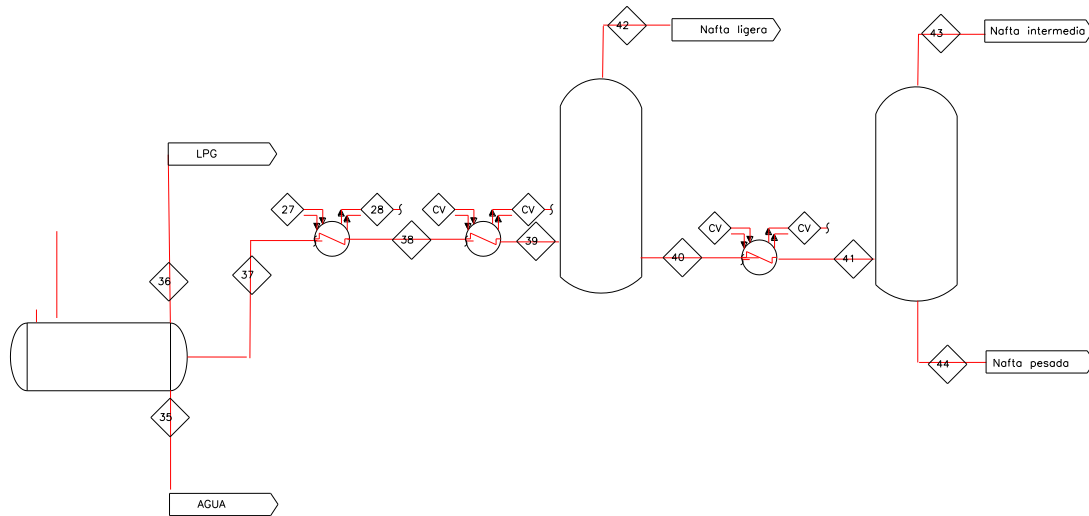 42
Nafta ligera
43
Nafta intermedia
LPG
27
28
CV
CV
38
39
CV
CV
36
37
40
41
35
44
Nafta pesada
AGUA